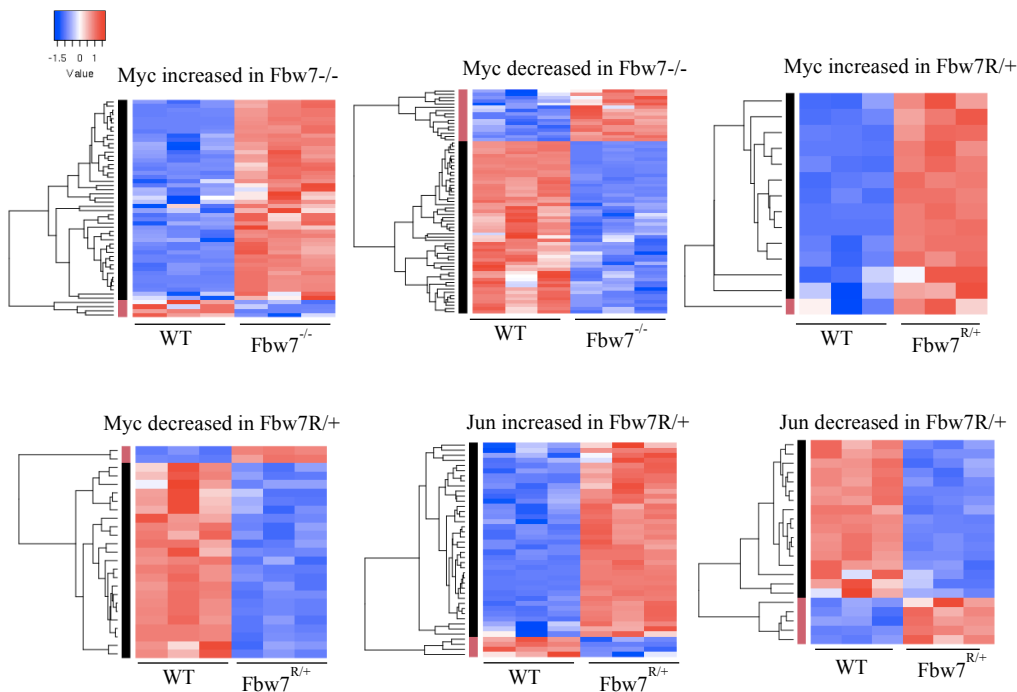 -1.5 0 1
Value
Myc increased in Fbw7-/-
Myc decreased in Fbw7-/-
Myc increased in Fbw7R/+
WT
Fbw7-/-
WT
Fbw7-/-
WT
Fbw7R/+
Myc decreased in Fbw7R/+
Jun increased in Fbw7R/+
Jun decreased in Fbw7R/+
WT
Fbw7R/+
WT
Fbw7R/+
WT
Fbw7R/+